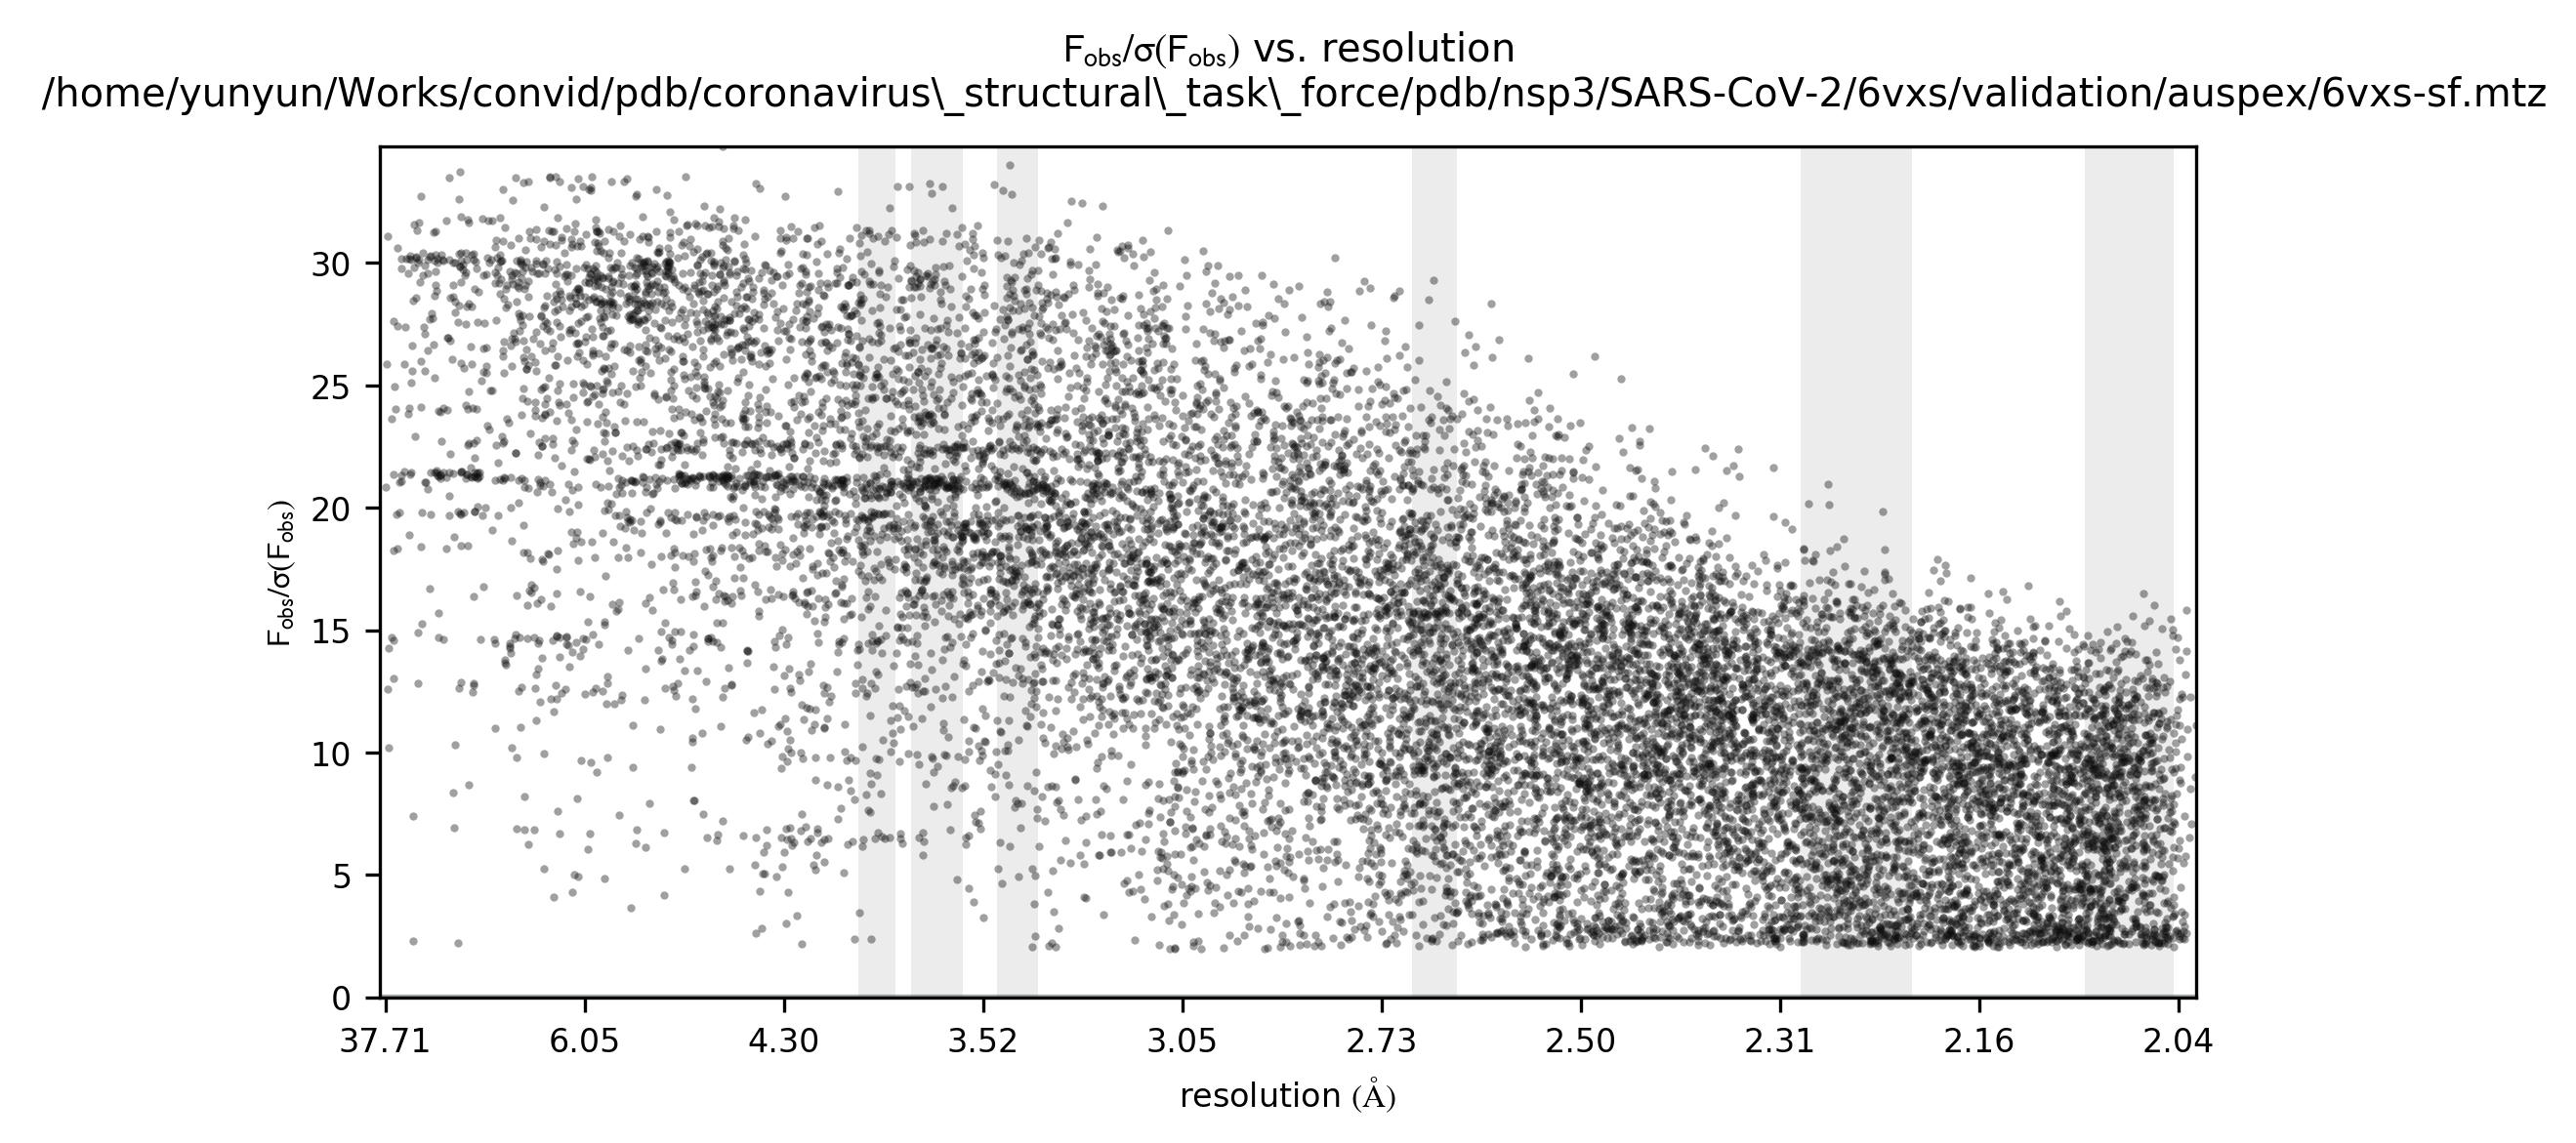 Fobs/σ(Fobs) vs. resolution
/home/yunyun/Works/convid/pdb/coronavirus\_structural\_task\_force/pdb/nsp3/SARS-CoV-2/6vxs/validation/auspex/6vxs-sf.mtz
Fobs/σ(Fobs)
30
25
20
15
10
5
0
37.71 6.05 4.30 3.52 3.05 2.73 2.50 2.31 2.16 2.04
resolution (Å)